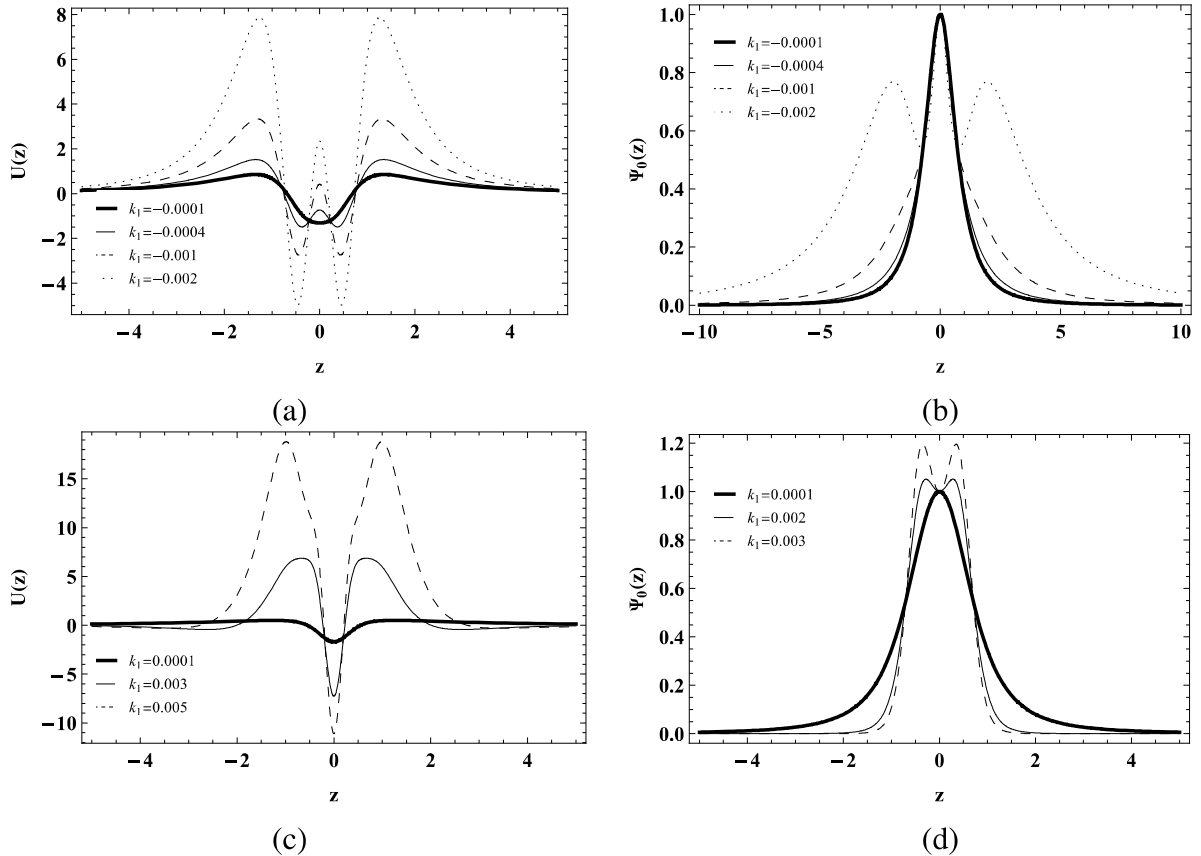 8
6
4
2
0
−2
−4
U(z)
k₁=−0.0001
k₁=−0.0004
k₁=−0.001
k₁=−0.002
−4 −2 0 2 4
z
(a)
1.0
0.8
0.6
0.4
0.2
0.0
Ψ₀(z)
k₁=−0.0001
k₁=−0.0004
k₁=−0.001
k₁=−0.002
−10 −5 0 5 10
z
(b)
15
10
5
0
−5
−10
U(z)
k₁=0.0001
k₁=0.003
k₁=0.005
−4 −2 0 2 4
z
(c)
1.2
1.0
0.8
0.6
0.4
0.2
0.0
Ψ₀(z)
k₁=0.0001
k₁=0.002
k₁=0.003
−4 −2 0 2 4
z
(d)